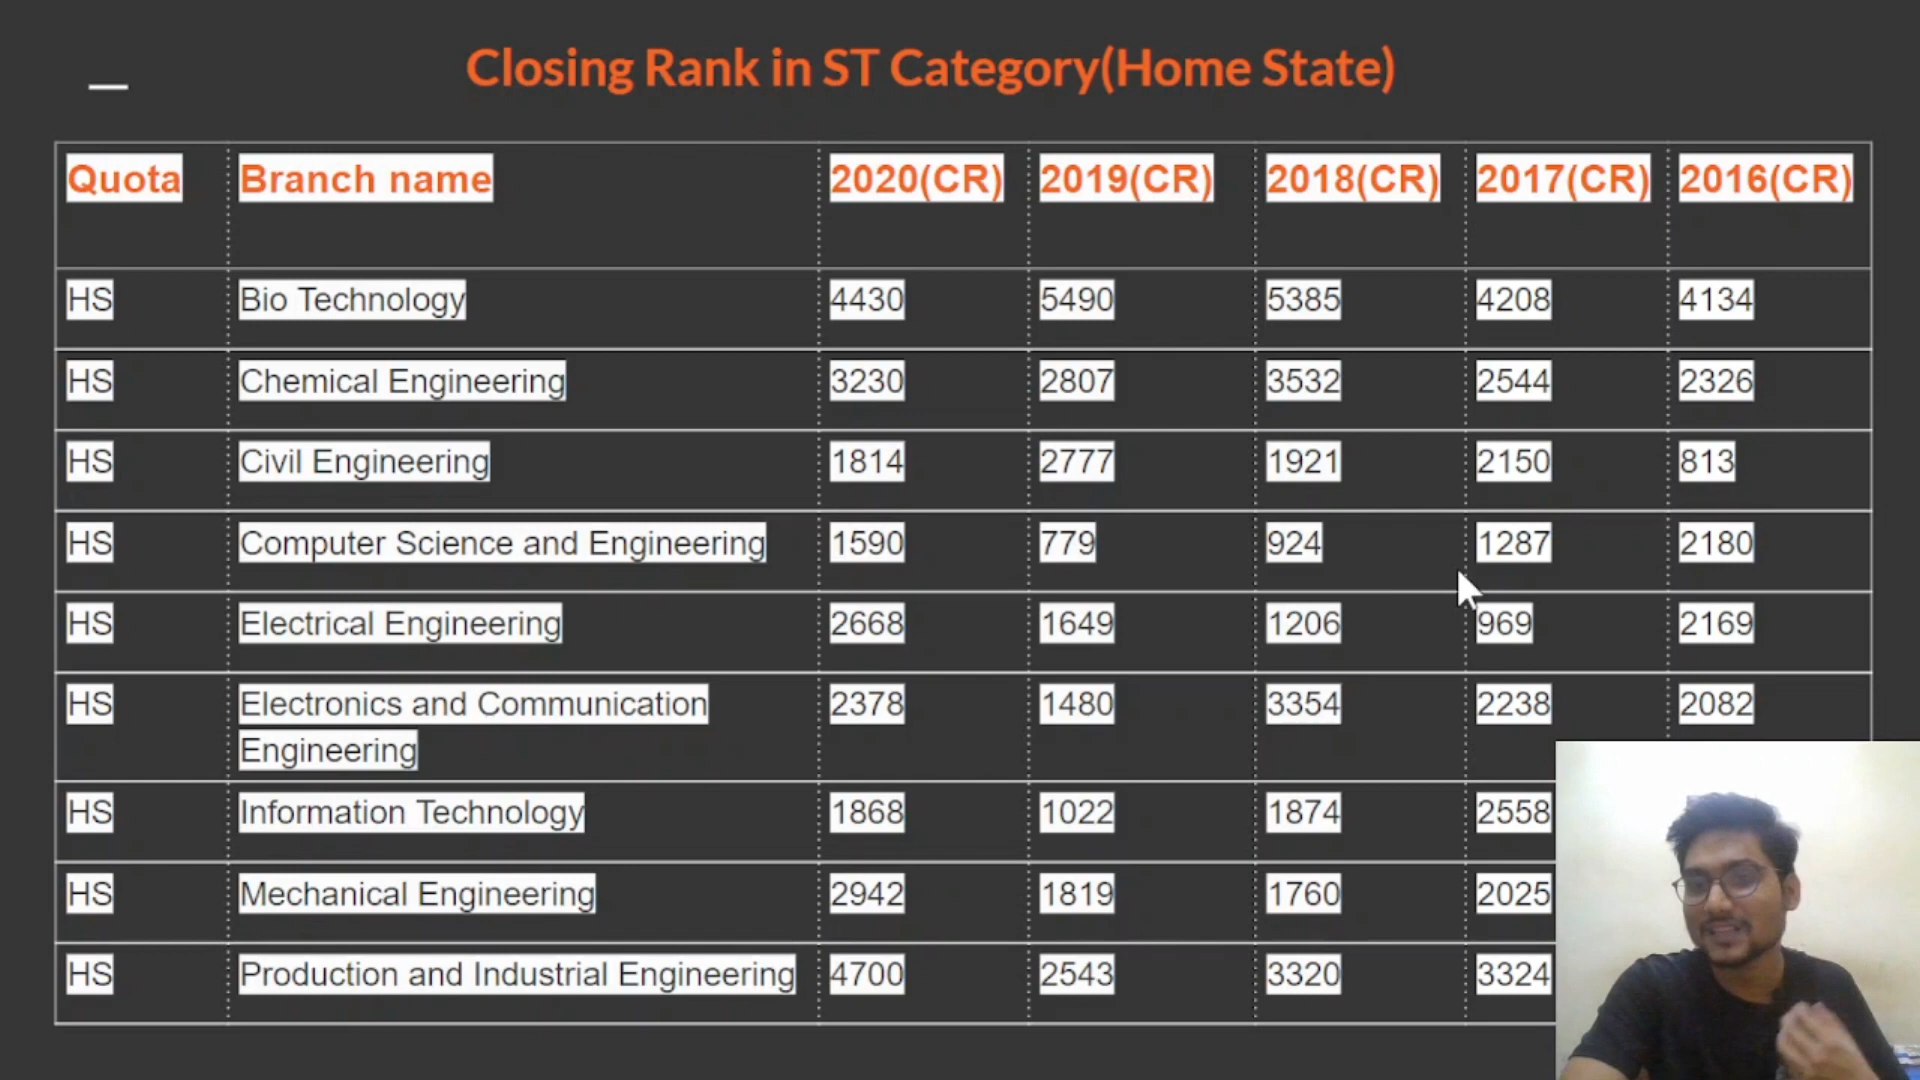 Closing Rank in ST Category(Home State)
Quota Branch name 2020(CR) 2019(CR) 2018(CR) 2017(CR) 2016(CR)
HS Bio Technology 4430 5490 5385 4208 4134
HS Chemical Engineering 3230 2807 3532 2544 2326
HS Civil Engineering 1814 2777 1921 2150 813
HS Computer Science and Engineering 1590 779 924 1287 2180
HS Electrical Engineering 2668 1649 1206 969 2169
HS Electronics and Communication 2378 1480 3354 2238 2082
Engineering
HS Information Technology 1868 1022 1874 2558
HS Mechanical Engineering 2942 1819 1760 2025
HS Production and Industrial Engineering 4700 2543 3320 3324